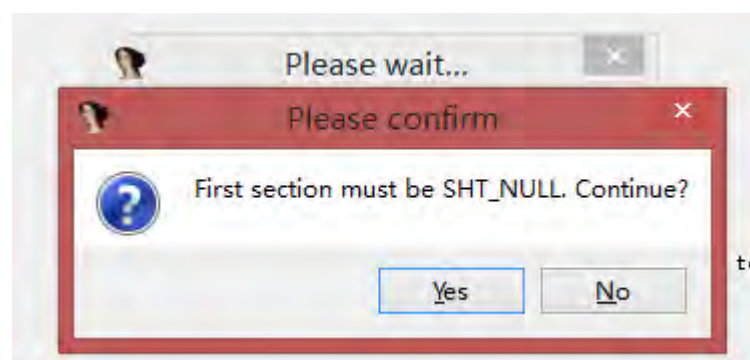 Please wait...
Please confirm
First section must be SHT_NULL. Continue?
Yes
No